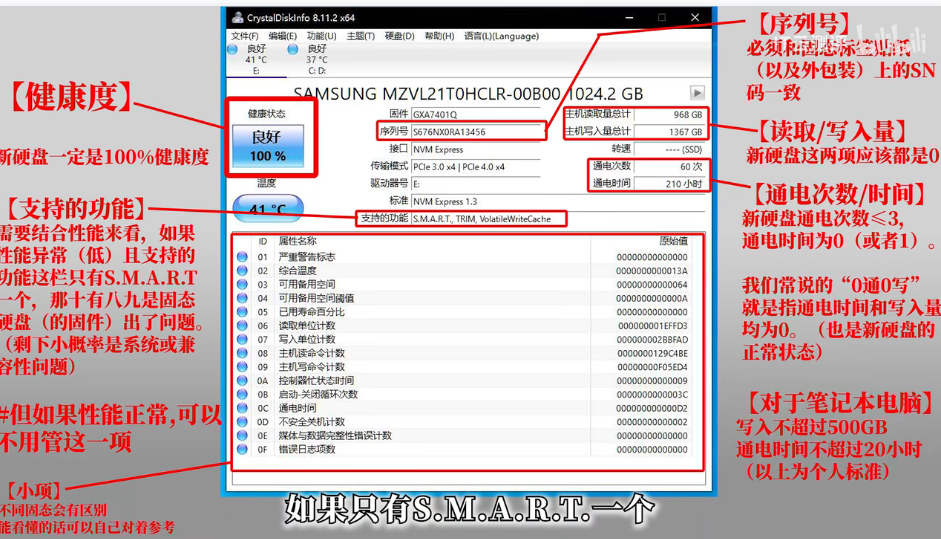 CrystalDiskInfo 8.11.2 x64
文件(F) 编辑(E) 功能(U) 主题(T) 硬盘(D) 帮助(H) 语言(L)(Language)
良好 良好
41 °C 37 °C
E: C: D:
SAMSUNG MZVL21T0HCLR-00B00 1024.2 GB
健康状态
良好
100 %
温度
41 °C
固件 GXA7401Q
序列号 S676NX0RA13456
接口 NVM Express
传输模式 PCIe 3.0 x4 | PCIe 4.0 x4
驱动器号 E:
标准 NVM Express 1.3
支持的功能 S.M.A.R.T., TRIM, VolatileWriteCache
主机读取量总计 968 GB
主机写入量总计 1367 GB
转速 ---- (SSD)
通电次数 60 次
通电时间 210 小时
ID 属性名称 原始值
01 严重警告标志 00000000000000
02 综合温度 0000000000013A
03 可用备用空间 00000000000064
04 可用备用空间阈值 0000000000000A
05 已用寿命百分比 00000000000000
06 读取单位计数 000000001EFFD3
07 写入单位计数 000000002BBFAD
08 主机读命令计数 0000000129C4BE
09 主机写命令计数 00000000F05ED4
0A 控制器忙状态时间 00000000000009
0B 启动-关闭循环次数 0000000000003C
0C 通电时间 000000000000D2
0D 不安全关机计数 00000000000002
0E 媒体与数据完整性错误计数 00000000000000
0F 错误日志项数 00000000000000
【健康度】
新硬盘一定是100%健康度
【支持的功能】
需要结合性能来看，如果
性能异常（低）且支持的
功能这栏只有S.M.A.R.T
一个，那十有八九是固态
硬盘（的固件）出了问题。
（剩下小概率是系统或兼
容性问题）
#但如果性能正常,可以
不用管这一项
【小项】
不同固态会有区别
能看懂的话可以自己对着参考
【序列号】
必须和固态标签贴纸
（以及外包装）上的SN
码一致
【读取/写入量】
新硬盘这两项应该都是0
【通电次数/时间】
新硬盘通电次数≤3,
通电时间为0（或者1）。
我们常说的“0通0写”
就是指通电时间和写入量
均为0。（也是新硬盘的
正常状态）
【对于笔记本电脑】
写入不超过500GB
通电时间不超过20小时
（以上为个人标准）
如果只有S.M.A.R.T.一个